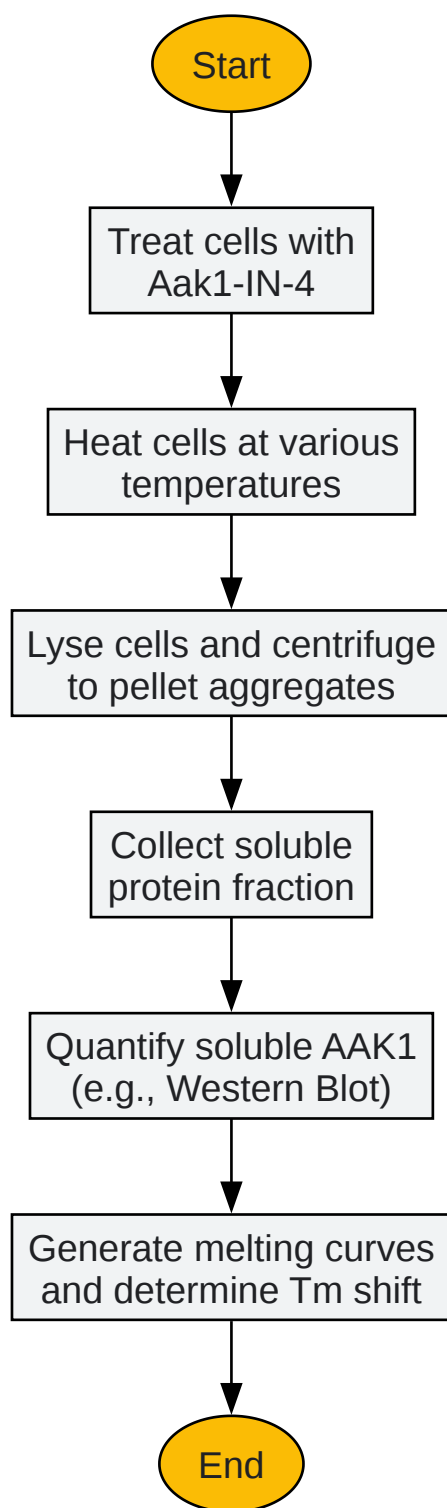 Start
Treat cells with
Aak1-IN-4
Heat cells at various
temperatures
Lyse cells and centrifuge
to pellet aggregates
Collect soluble
protein fraction
Quantify soluble AAK1
(e.g., Western Blot)
Generate melting curves
and determine Tm shift
End